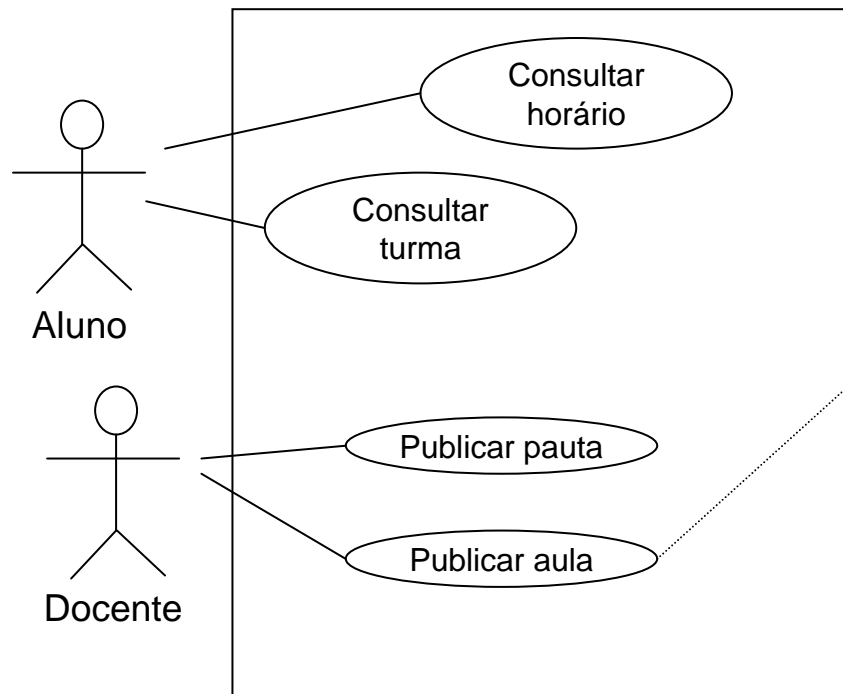 Consultar
horário
Consultar
turma
Aluno
Publicar pauta
Publicar aula
Docente